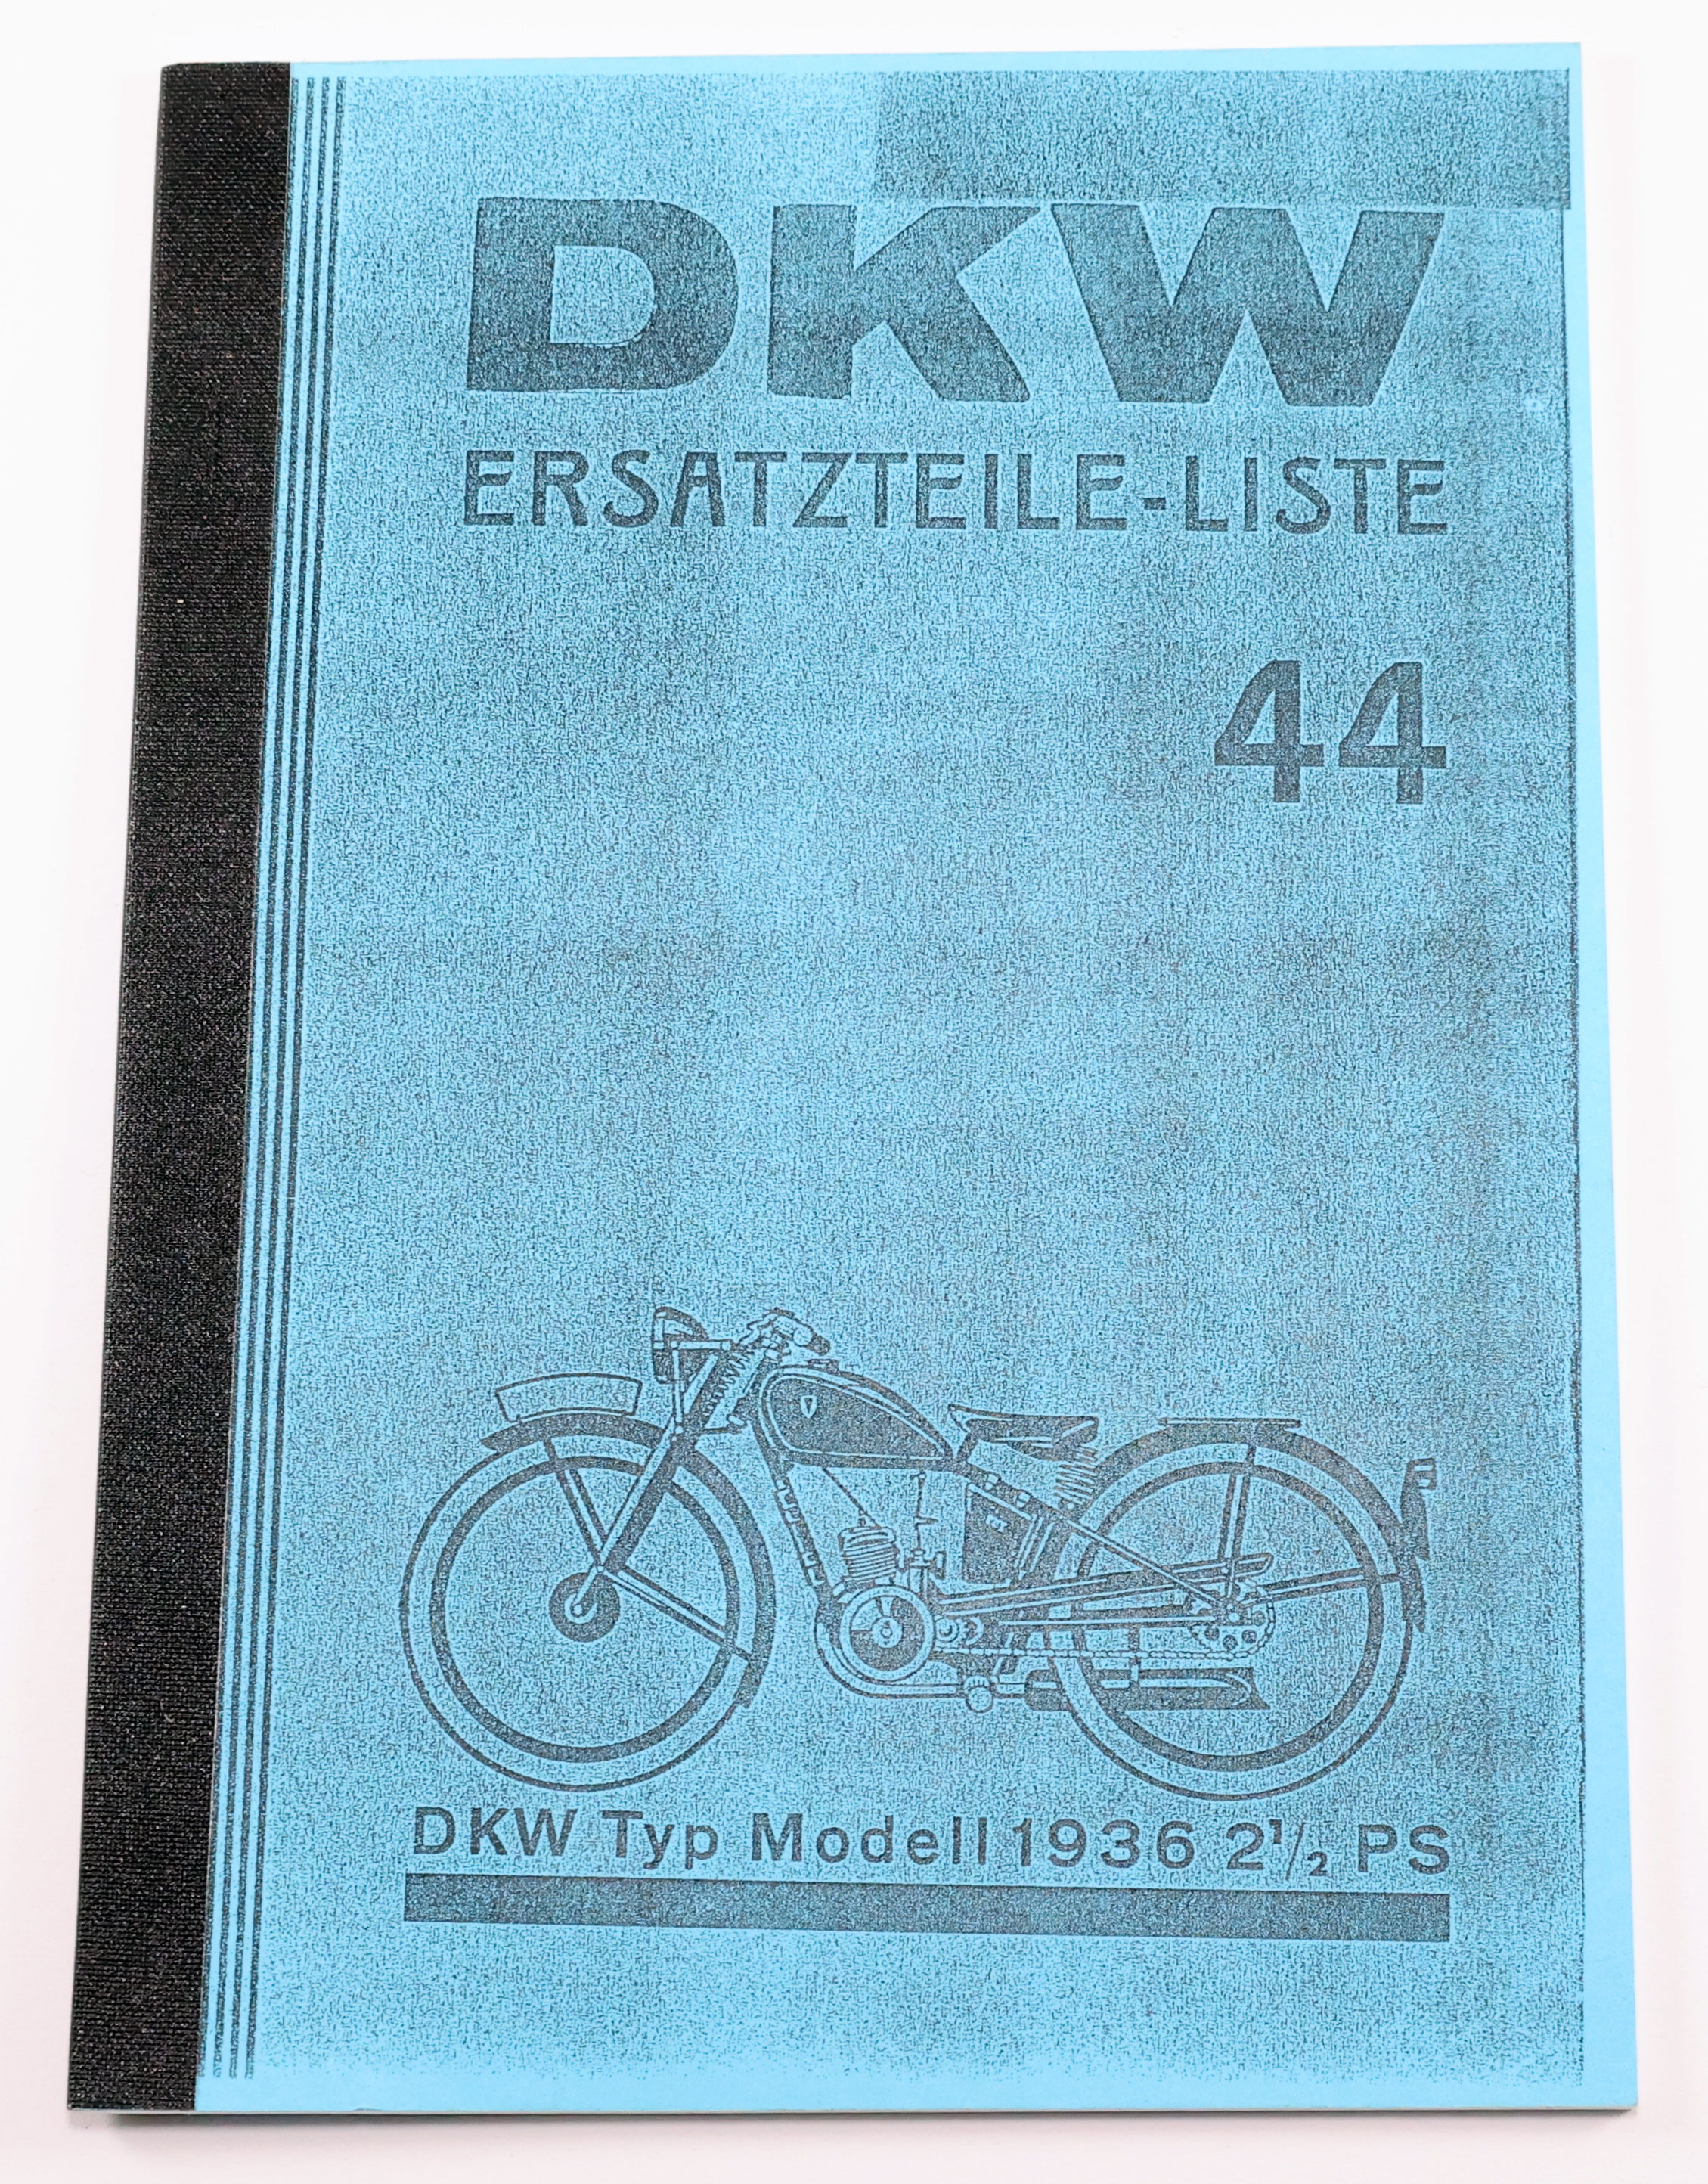 DKW
ERSATZTEILE-LISTE
44
DKW Typ Modell 1936 2½ PS